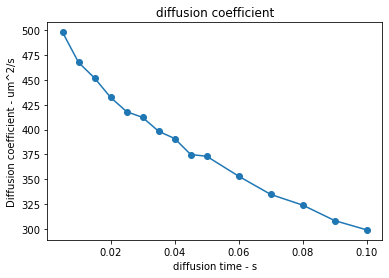 diffusion coefficient
Diffusion coefficient - um^2/s
500
475
450
425
400
375
350
325
300
0.02 0.04 0.06 0.08 0.10
diffusion time - s